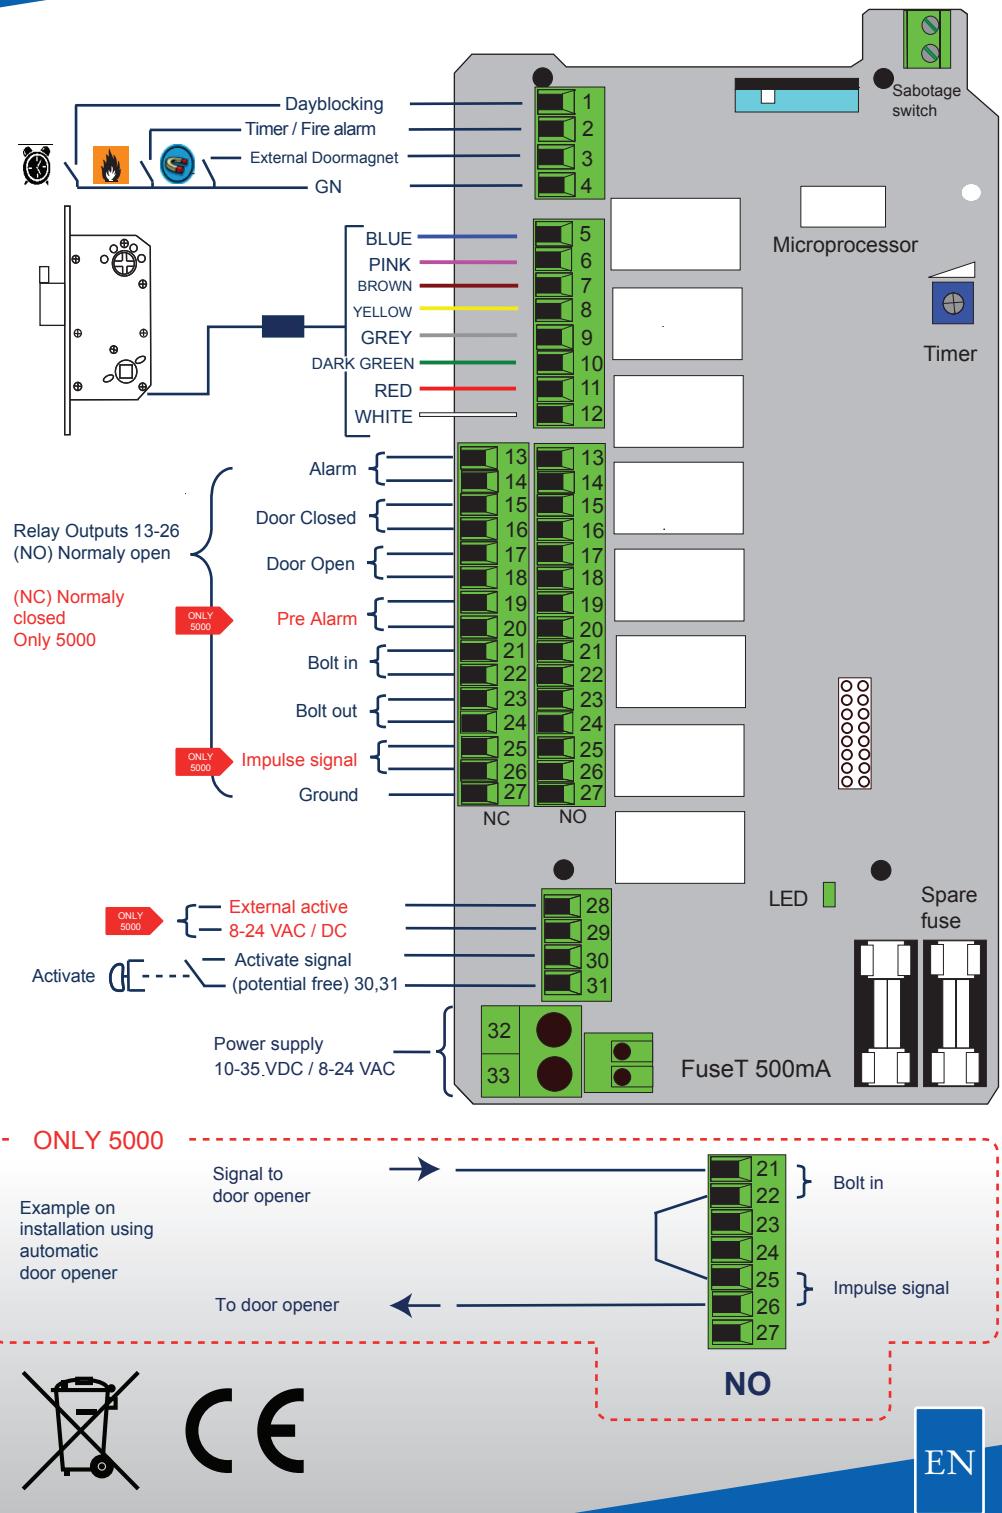 Sabotage
switch
Dayblocking
Timer / Fire alarm
External Doormagnet
GN
1
2
3
4
Microprocessor
Timer
BLUE
PINK
BROWN
YELLOW
GREY
DARK GREEN
RED
WHITE
5
6
7
8
9
10
11
12
Relay Outputs 13-26
(NO) Normaly open
(NC) Normaly
closed
Only 5000
Alarm
Door Closed
Door Open
ONLY
5000
Pre Alarm
Bolt in
Bolt out
ONLY
5000
Impulse signal
Ground
13 13
14 14
15 15
16 16
17 17
18 18
19 19
20 20
21 21
22 22
23 23
24 24
25 25
26 26
27 27
NC NO
LED
Spare
fuse
ONLY
5000
External active
8-24 VAC / DC
Activate
Activate signal
(potential free) 30,31
28
29
30
31
Power supply
10-35 VDC / 8-24 VAC
32
33
FuseT 500mA
ONLY 5000
Example on
installation using
automatic
door opener
Signal to
door opener
To door opener
21
22
23
24
25
26
27
Bolt in
Impulse signal
NO
CE
EN